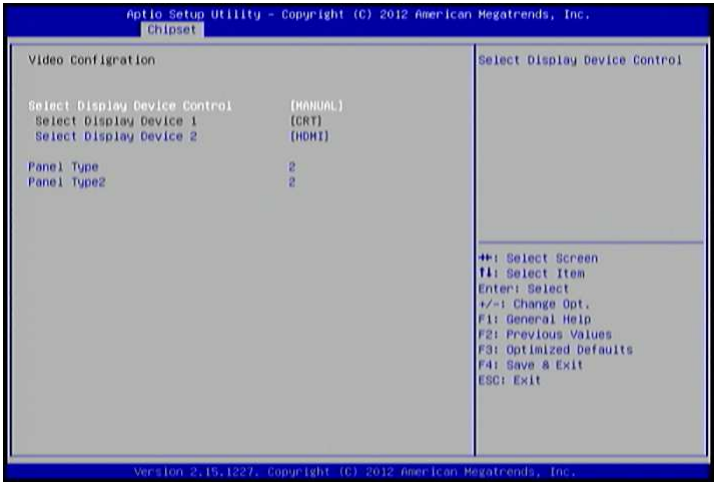 Aptio Setup Utility - Copyright (C) 2012 American Megatrends, Inc.
Chipset
Video Configration
Select Display Device Control [MANUAL]
Select Display Device 1 [CRT]
Select Display Device 2 [HDMI]
Panel Type 2
Panel Type2 2
Select Display Device Control
→←: Select Screen
↑↓: Select Item
Enter: Select
+/-: Change Opt.
F1: General Help
F2: Previous Values
F3: Optimized Defaults
F4: Save & Exit
ESC: Exit
Version 2.15.1227. Copyright (C) 2012 American Megatrends, Inc.